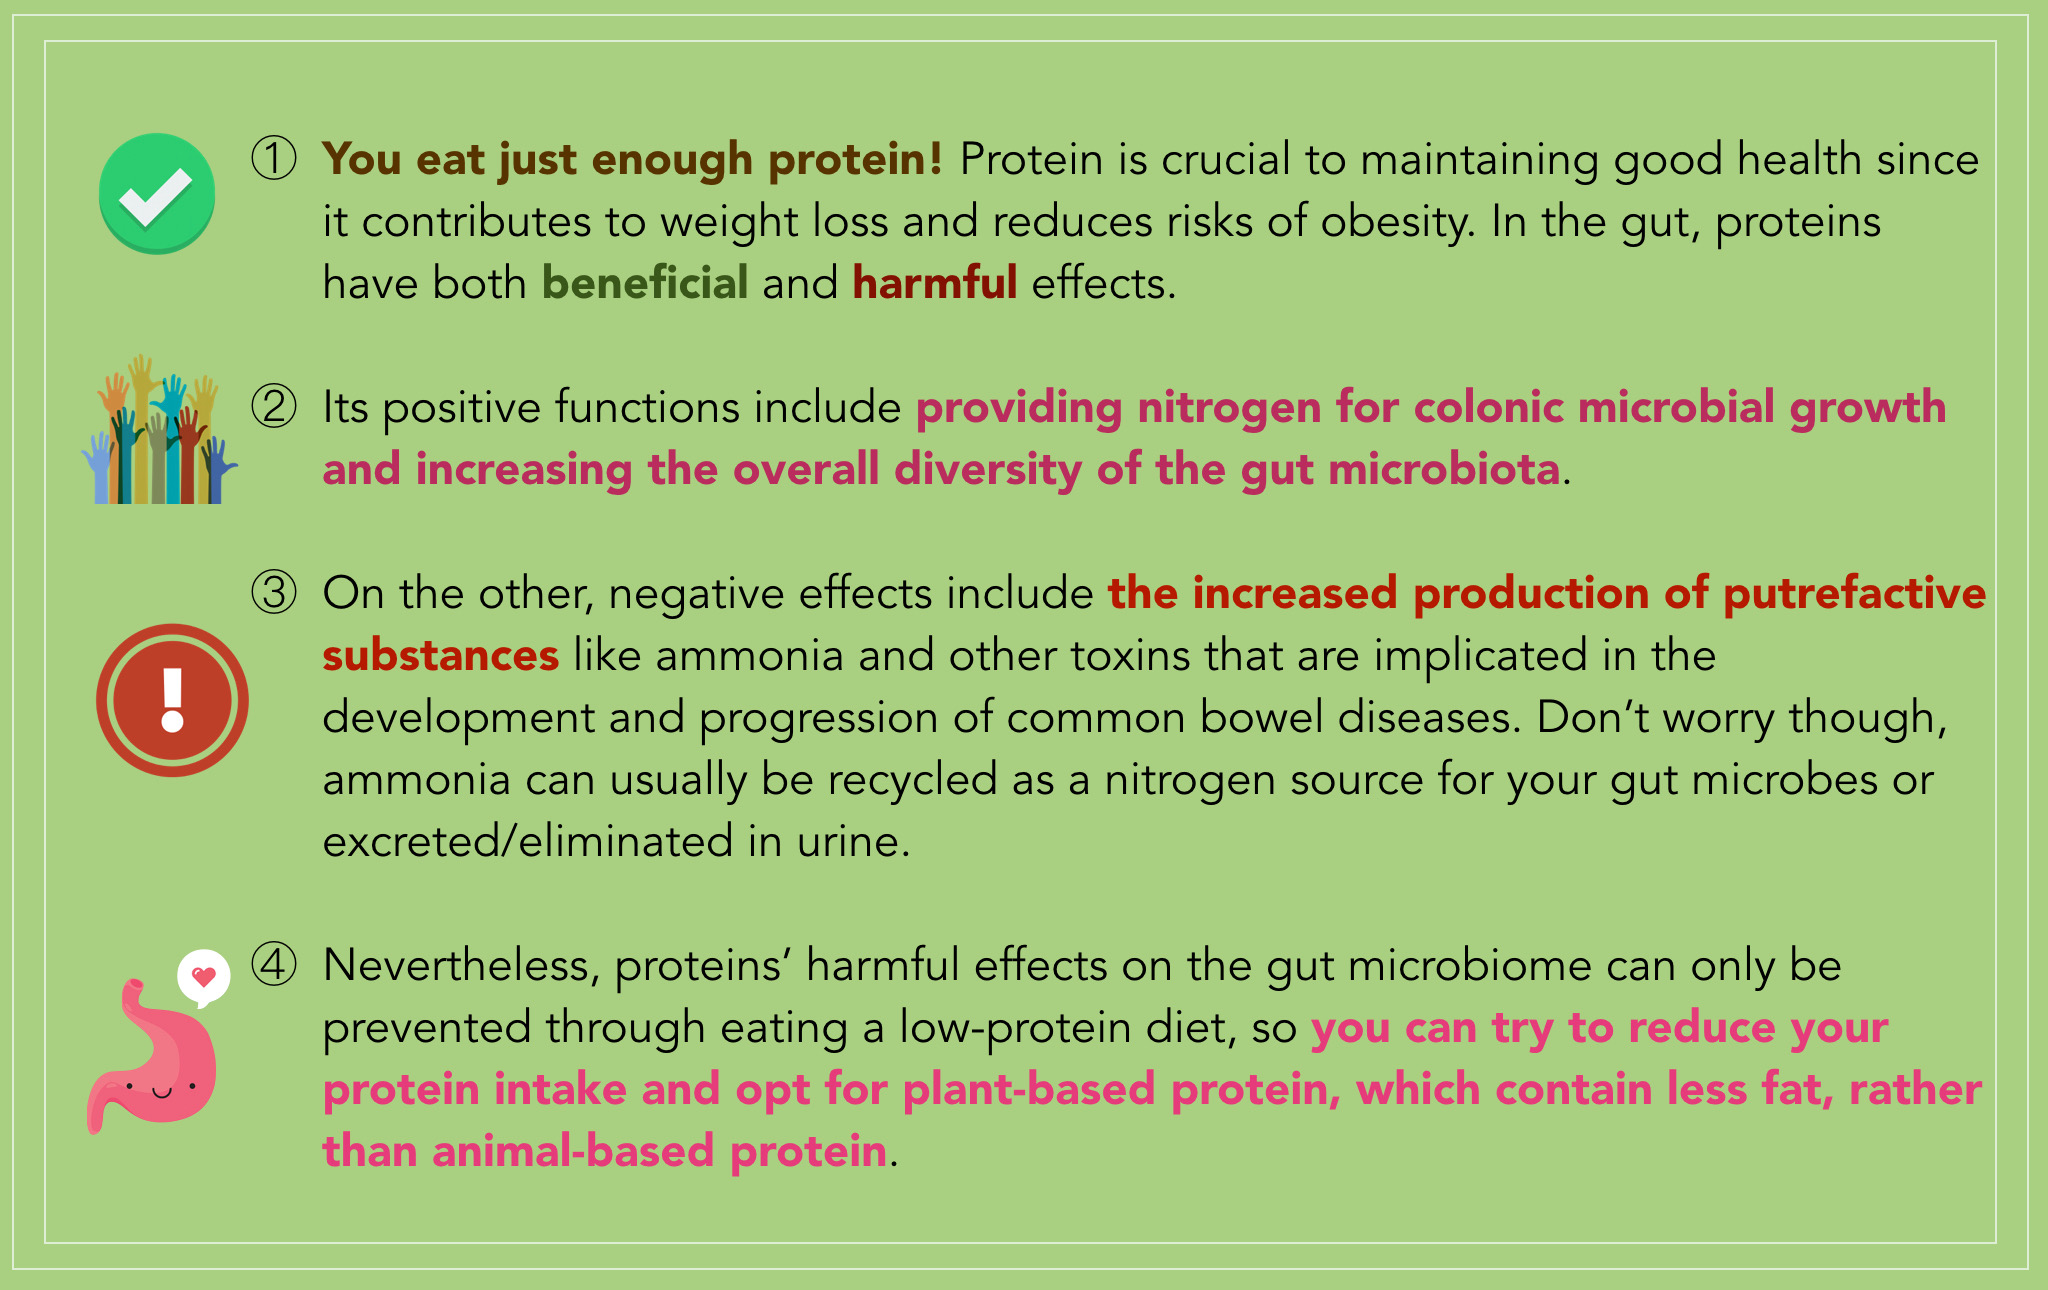 ① You eat just enough protein! Protein is crucial to maintaining good health since
it contributes to weight loss and reduces risks of obesity. In the gut, proteins
have both beneficial and harmful effects.
② Its positive functions include providing nitrogen for colonic microbial growth
and increasing the overall diversity of the gut microbiota.
③ On the other, negative effects include the increased production of putrefactive
substances like ammonia and other toxins that are implicated in the
development and progression of common bowel diseases. Don’t worry though,
ammonia can usually be recycled as a nitrogen source for your gut microbes or
excreted/eliminated in urine.
④ Nevertheless, proteins’ harmful effects on the gut microbiome can only be
prevented through eating a low-protein diet, so you can try to reduce your
protein intake and opt for plant-based protein, which contain less fat, rather
than animal-based protein.